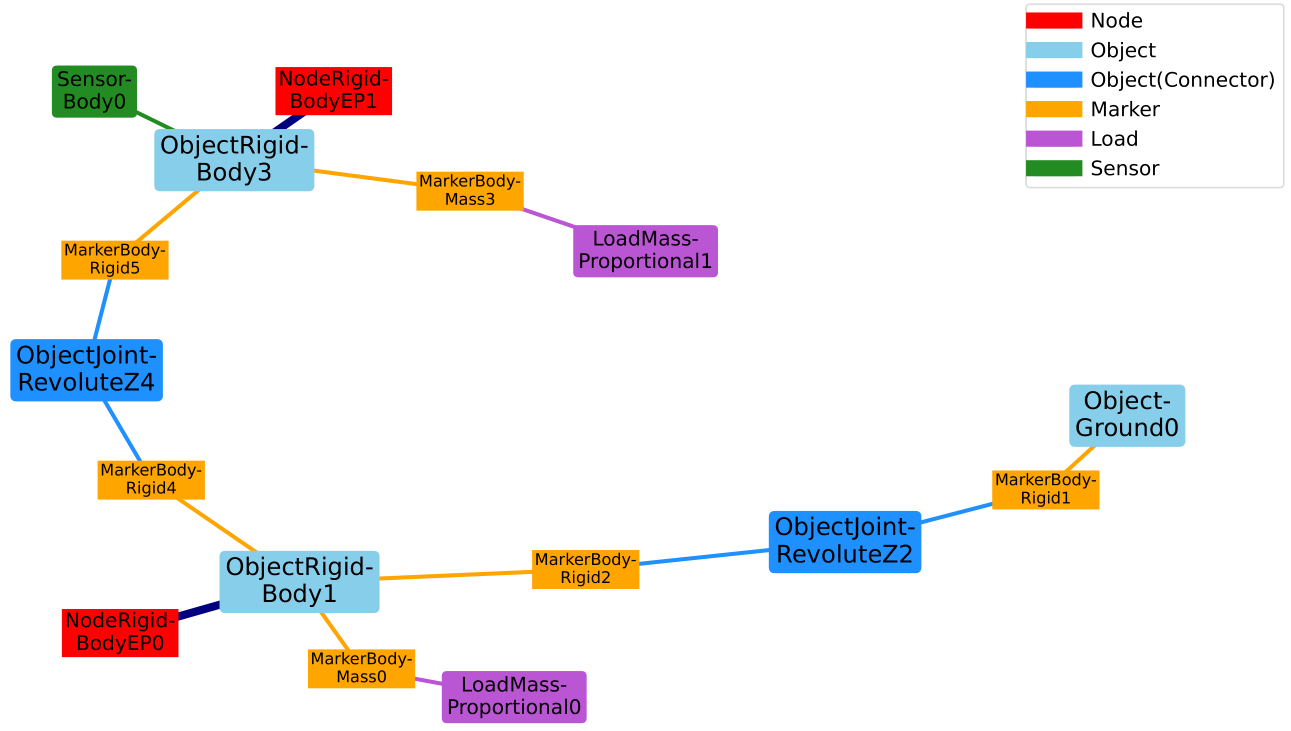 Node
Object
Object(Connector)
Marker
Load
Sensor
Sensor-
Body0
NodeRigid-
BodyEP1
ObjectRigid-
Body3
MarkerBody-
Mass3
LoadMass-
Proportional1
MarkerBody-
Rigid5
ObjectJoint-
RevoluteZ4
Object-
Ground0
MarkerBody-
Rigid4
MarkerBody-
Rigid1
ObjectJoint-
RevoluteZ2
MarkerBody-
Rigid2
ObjectRigid-
Body1
NodeRigid-
BodyEP0
MarkerBody-
Mass0
LoadMass-
Proportional0